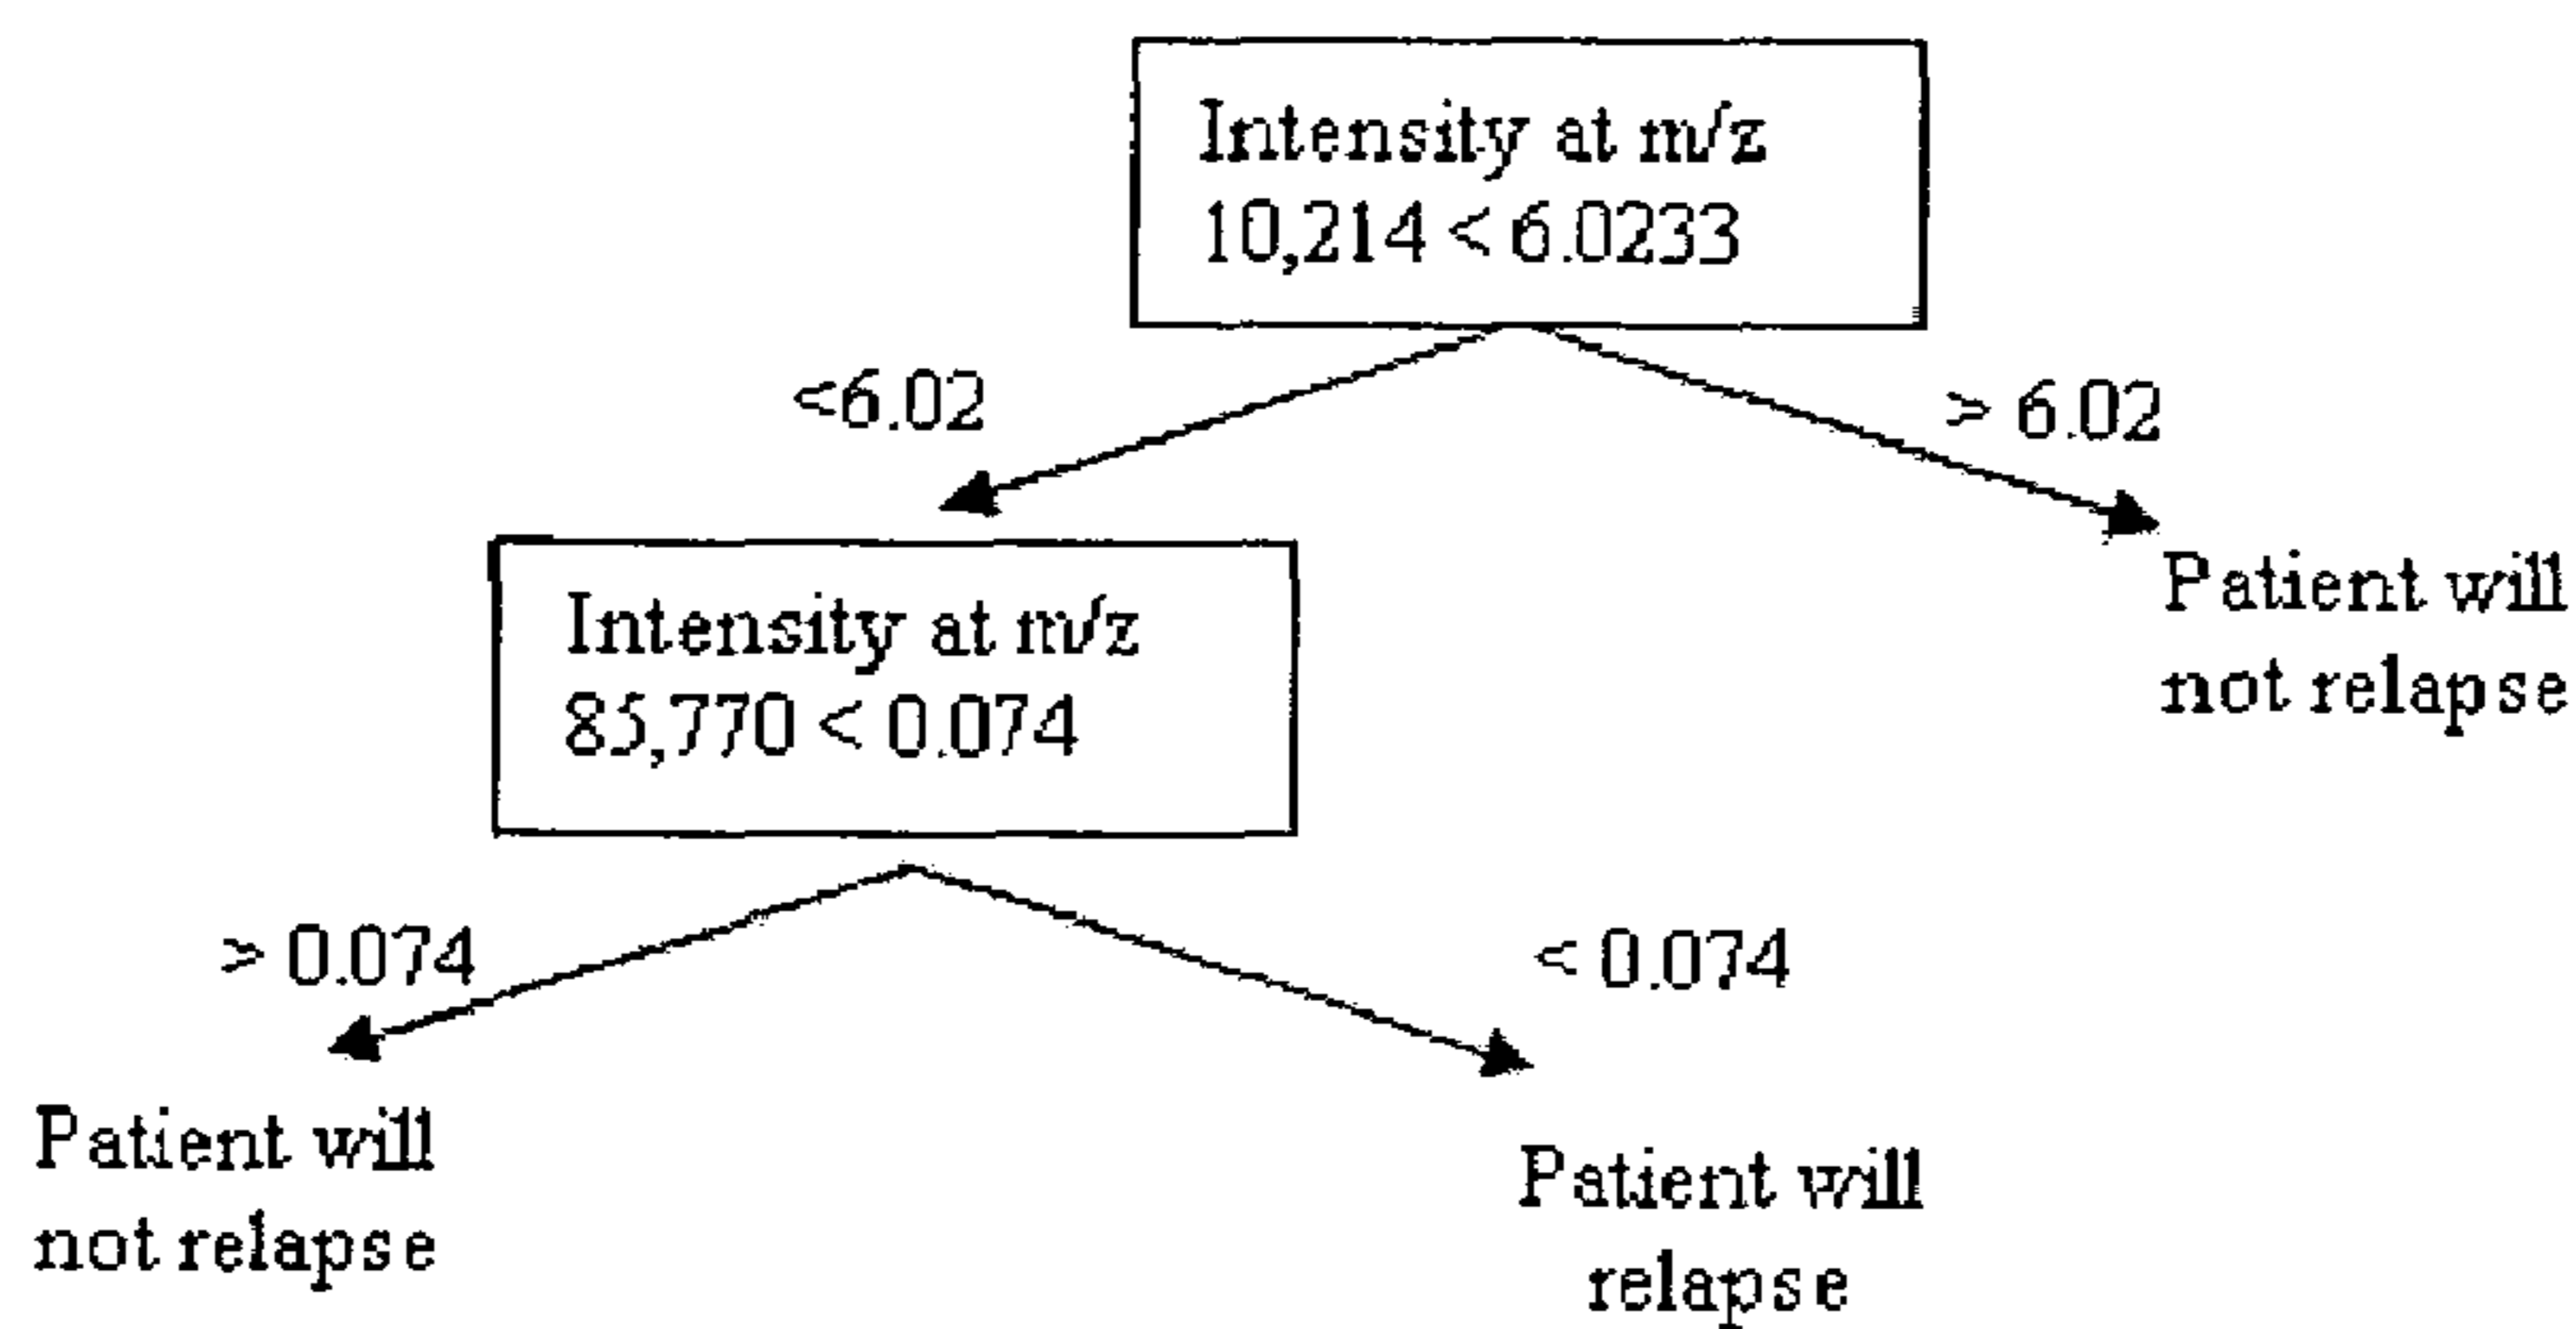 Intensity at m/z
10,214 < 6.0233
<6.02
> 6.02
Intensity at m/z
85,770 < 0.074
Patient will
not relapse
> 0.074
< 0.074
Patient will
not relapse
Patient will
relapse